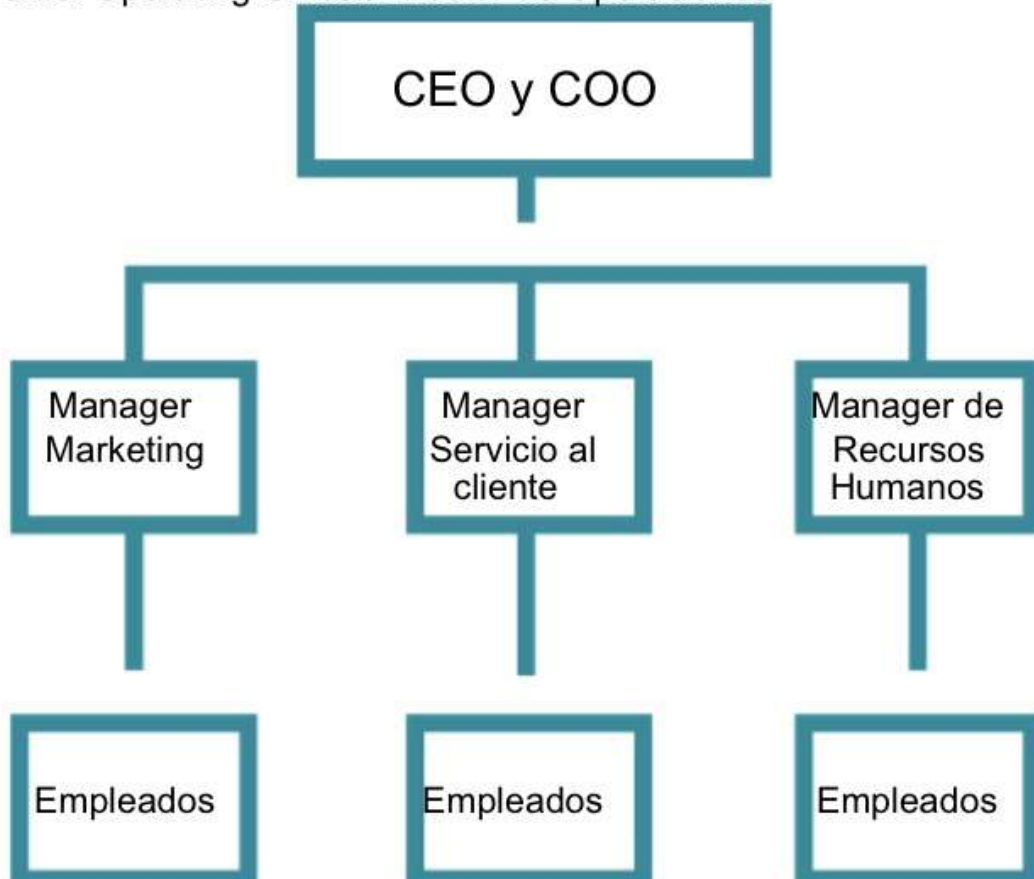 CEO y COO
Manager
Marketing
Manager
Servicio al
cliente
Manager de
Recursos
Humanos
Empleados
Empleados
Empleados